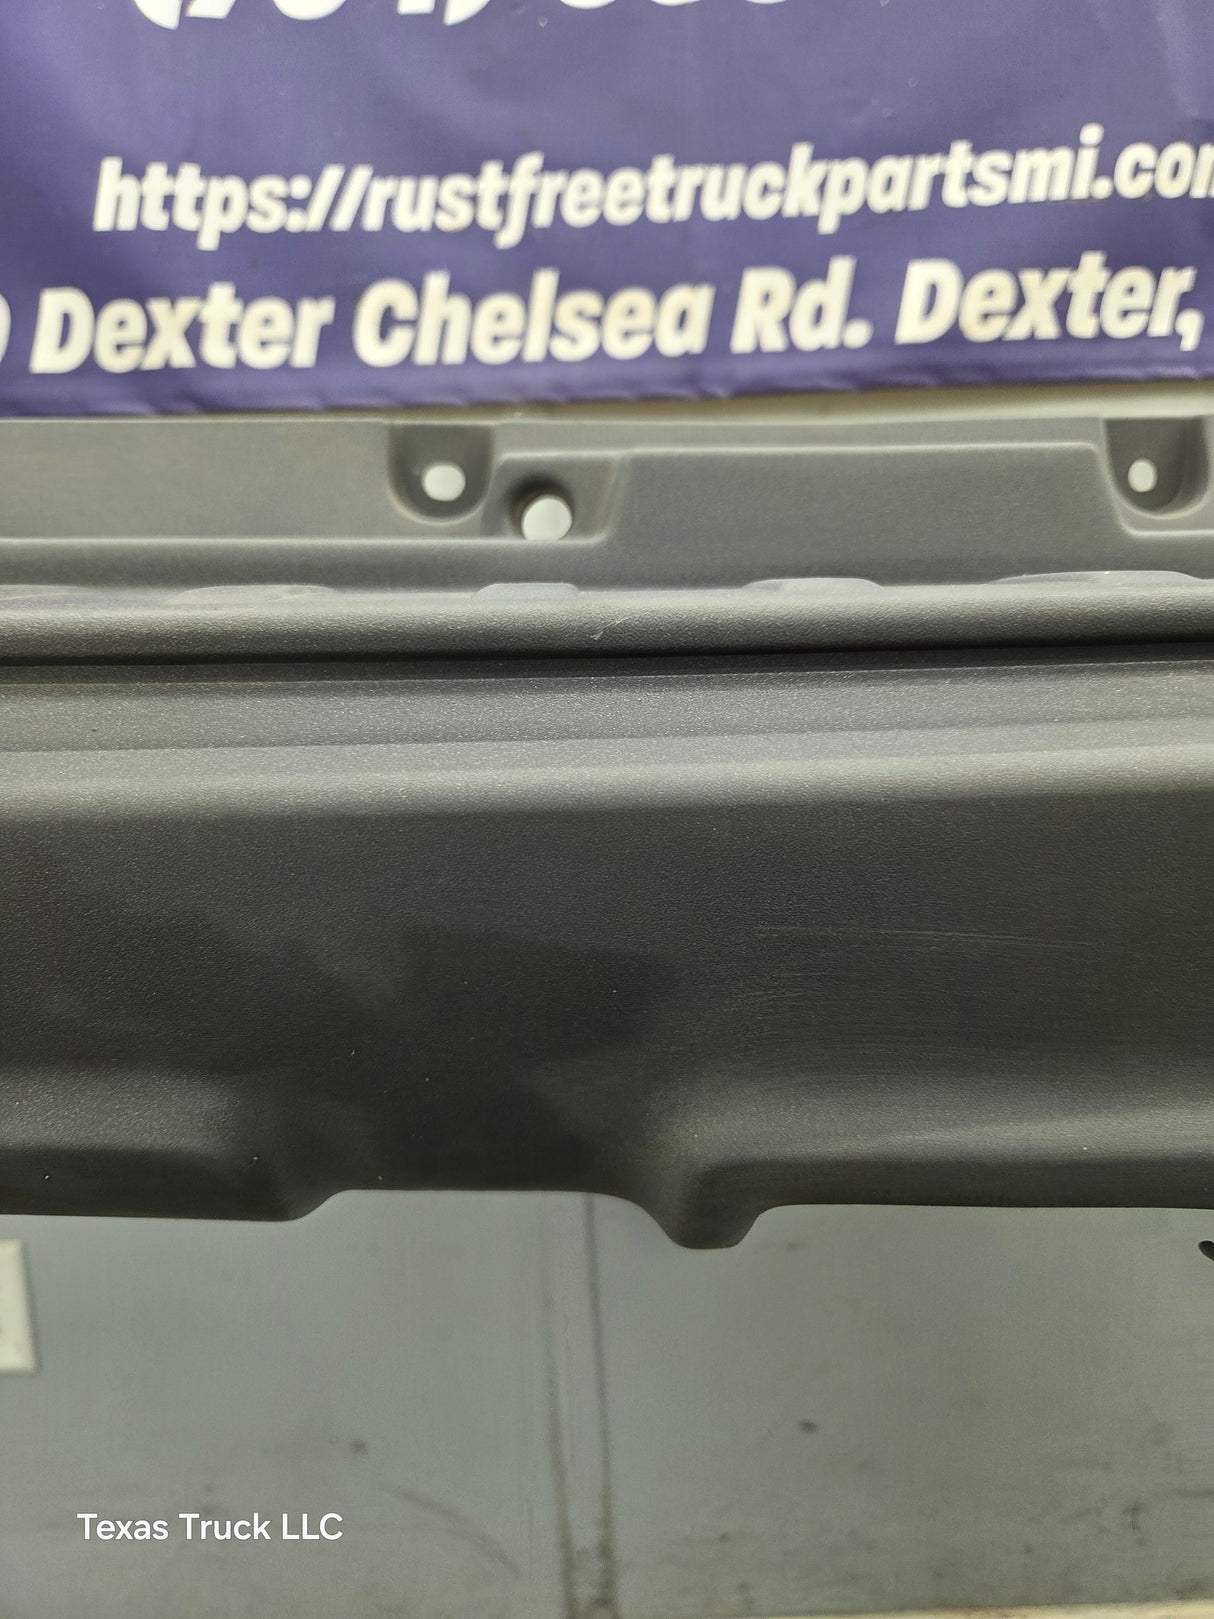 https://rustfreetruckpartsmi.com
Dexter Chelsea Rd. Dexter,
Texas Truck LLC